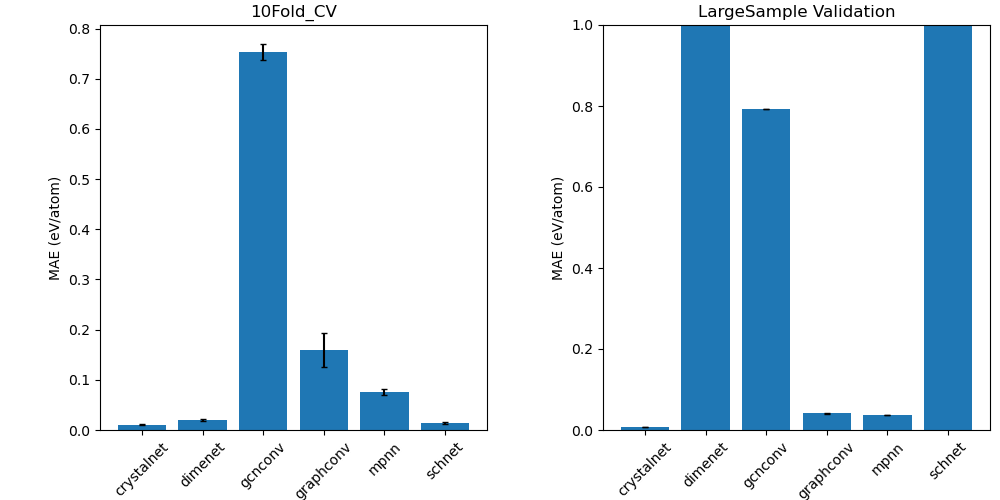 10Fold_CV
MAE (eV/atom)
0.8
0.7
0.6
0.5
0.4
0.3
0.2
0.1
0.0
crystalnet
dimenet
gcnconv
graphconv
mpnn
schnet
LargeSample Validation
MAE (eV/atom)
1.0
0.8
0.6
0.4
0.2
0.0
crystalnet
dimenet
gcnconv
graphconv
mpnn
schnet